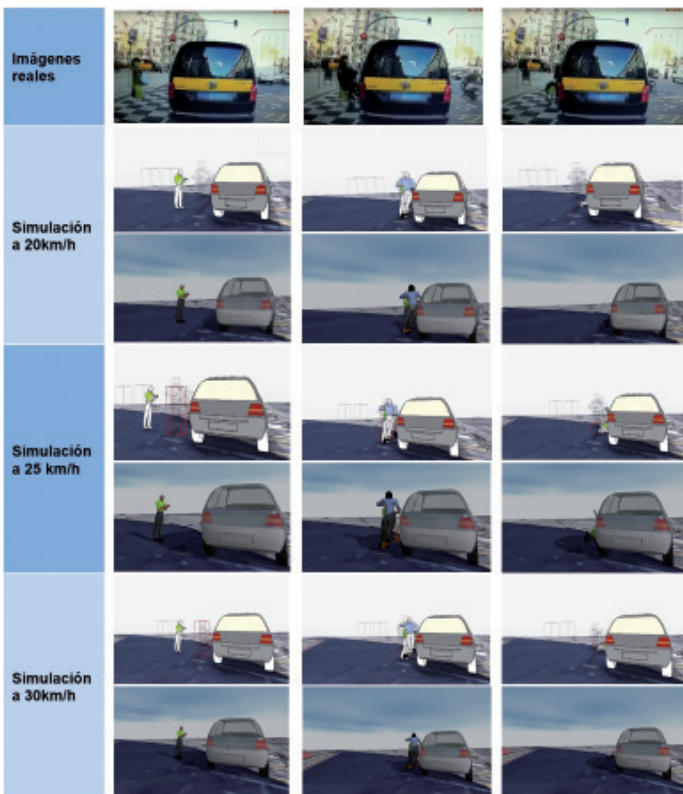 Imágenes
reales
Simulación
a 20km/h
Simulación
a 25 km/h
Simulación
a 30km/h